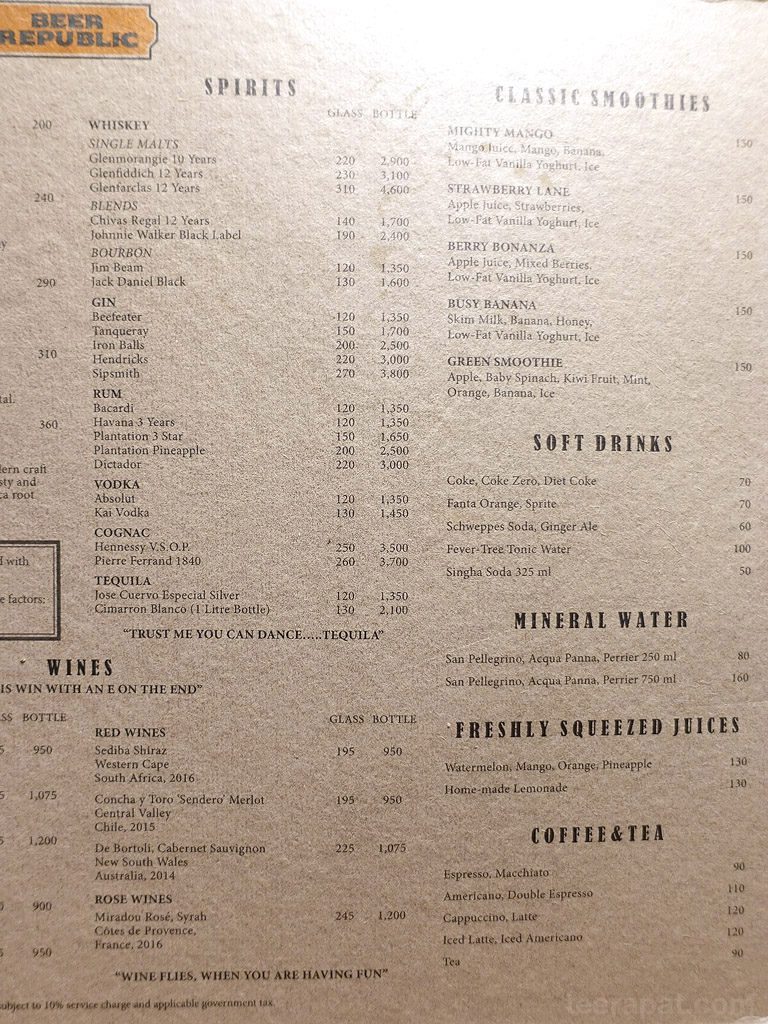 BEER
REPUBLIC
200
240
290
310
tal.
360
dern craft
sty and
ca root
d with
e factors:
SPIRITS
GLASS BOTTLE
WHISKEY
SINGLE MALTS
Glenmorangie 10 Years 220 2,900
Glenfiddich 12 Years 230 3,100
Glenfarclas 12 Years 310 4,600
BLENDS
Chivas Regal 12 Years 140 1,700
Johnnie Walker Black Label 190 2,400
BOURBON
Jim Beam 120 1,350
Jack Daniel Black 130 1,600
GIN
Beefeater 120 1,350
Tanqueray 150 1,700
Iron Balls 200 2,500
Hendricks 220 3,000
Sipsmith 270 3,800
RUM
Bacardi 120 1,350
Havana 3 Years 120 1,350
Plantation 3 Star 150 1,650
Plantation Pineapple 200 2,500
Dictador 220 3,000
VODKA
Absolut 120 1,350
Kai Vodka 130 1,450
COGNAC
Hennessy V.S.O.P. 250 3,500
Pierre Ferrand 1840 260 3,700
TEQUILA
Jose Cuervo Especial Silver 120 1,350
Cimarron Blanco (1 Litre Bottle) 130 2,100
“TRUST ME YOU CAN DANCE.....TEQUILA”
WINES
IS WIN WITH AN E ON THE END”
SS BOTTLE
5 950
5 1,075
5 1,200
0 900
5 950
GLASS BOTTLE
RED WINES
Sediba Shiraz 195 950
Western Cape
South Africa, 2016
Concha y Toro 'Sendero' Merlot 195 950
Central Valley
Chile, 2015
De Bortoli, Cabernet Sauvignon 225 1,075
New South Wales
Australia, 2014
ROSE WINES
Miradou Rosé, Syrah 245 1,200
Côtes de Provence,
France, 2016
“WINE FLIES, WHEN YOU ARE HAVING FUN”
subject to 10% service charge and applicable government tax.
CLASSIC SMOOTHIES
MIGHTY MANGO 150
Mango Juice, Mango, Banana,
Low-Fat Vanilla Yoghurt, Ice
STRAWBERRY LANE 150
Apple Juice, Strawberries,
Low-Fat Vanilla Yoghurt, Ice
BERRY BONANZA 150
Apple Juice, Mixed Berries,
Low-Fat Vanilla Yoghurt, Ice
BUSY BANANA 150
Skim Milk, Banana, Honey,
Low-Fat Vanilla Yoghurt, Ice
GREEN SMOOTHIE 150
Apple, Baby Spinach, Kiwi Fruit, Mint,
Orange, Banana, Ice
SOFT DRINKS
Coke, Coke Zero, Diet Coke 70
Fanta Orange, Sprite 70
Schweppes Soda, Ginger Ale 60
Fever-Tree Tonic Water 100
Singha Soda 325 ml 50
MINERAL WATER
San Pellegrino, Acqua Panna, Perrier 250 ml 80
San Pellegrino, Acqua Panna, Perrier 750 ml 160
FRESHLY SQUEEZED JUICES
Watermelon, Mango, Orange, Pineapple 130
Home-made Lemonade 130
COFFEE&TEA
Espresso, Macchiato 90
Americano, Double Espresso 110
Cappuccino, Latte 120
Iced Latte, Iced Americano 120
Tea 90
teerapat.com